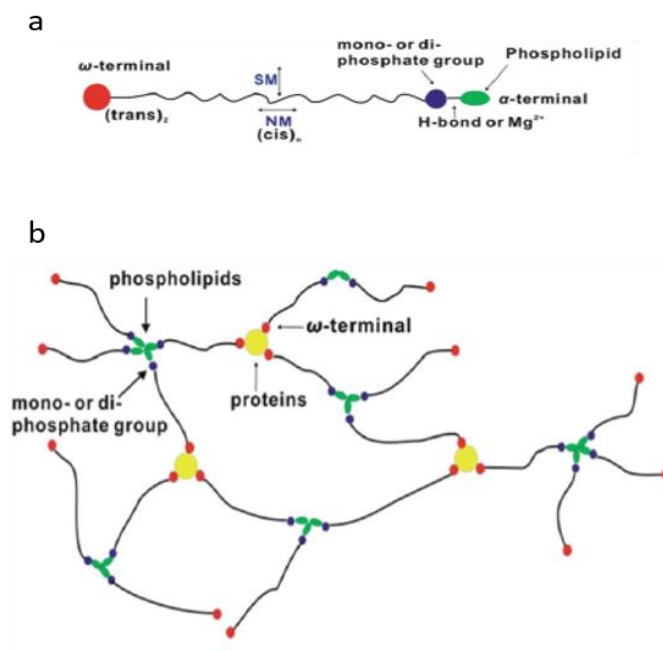 a
ω-terminal
(trans)₂
SM
NM
(cis)ₙ
mono- or di-
phosphate group
Phospholipid
α-terminal
H-bond or Mg²⁺
b
phospholipids
ω-terminal
proteins
mono- or di-
phosphate group